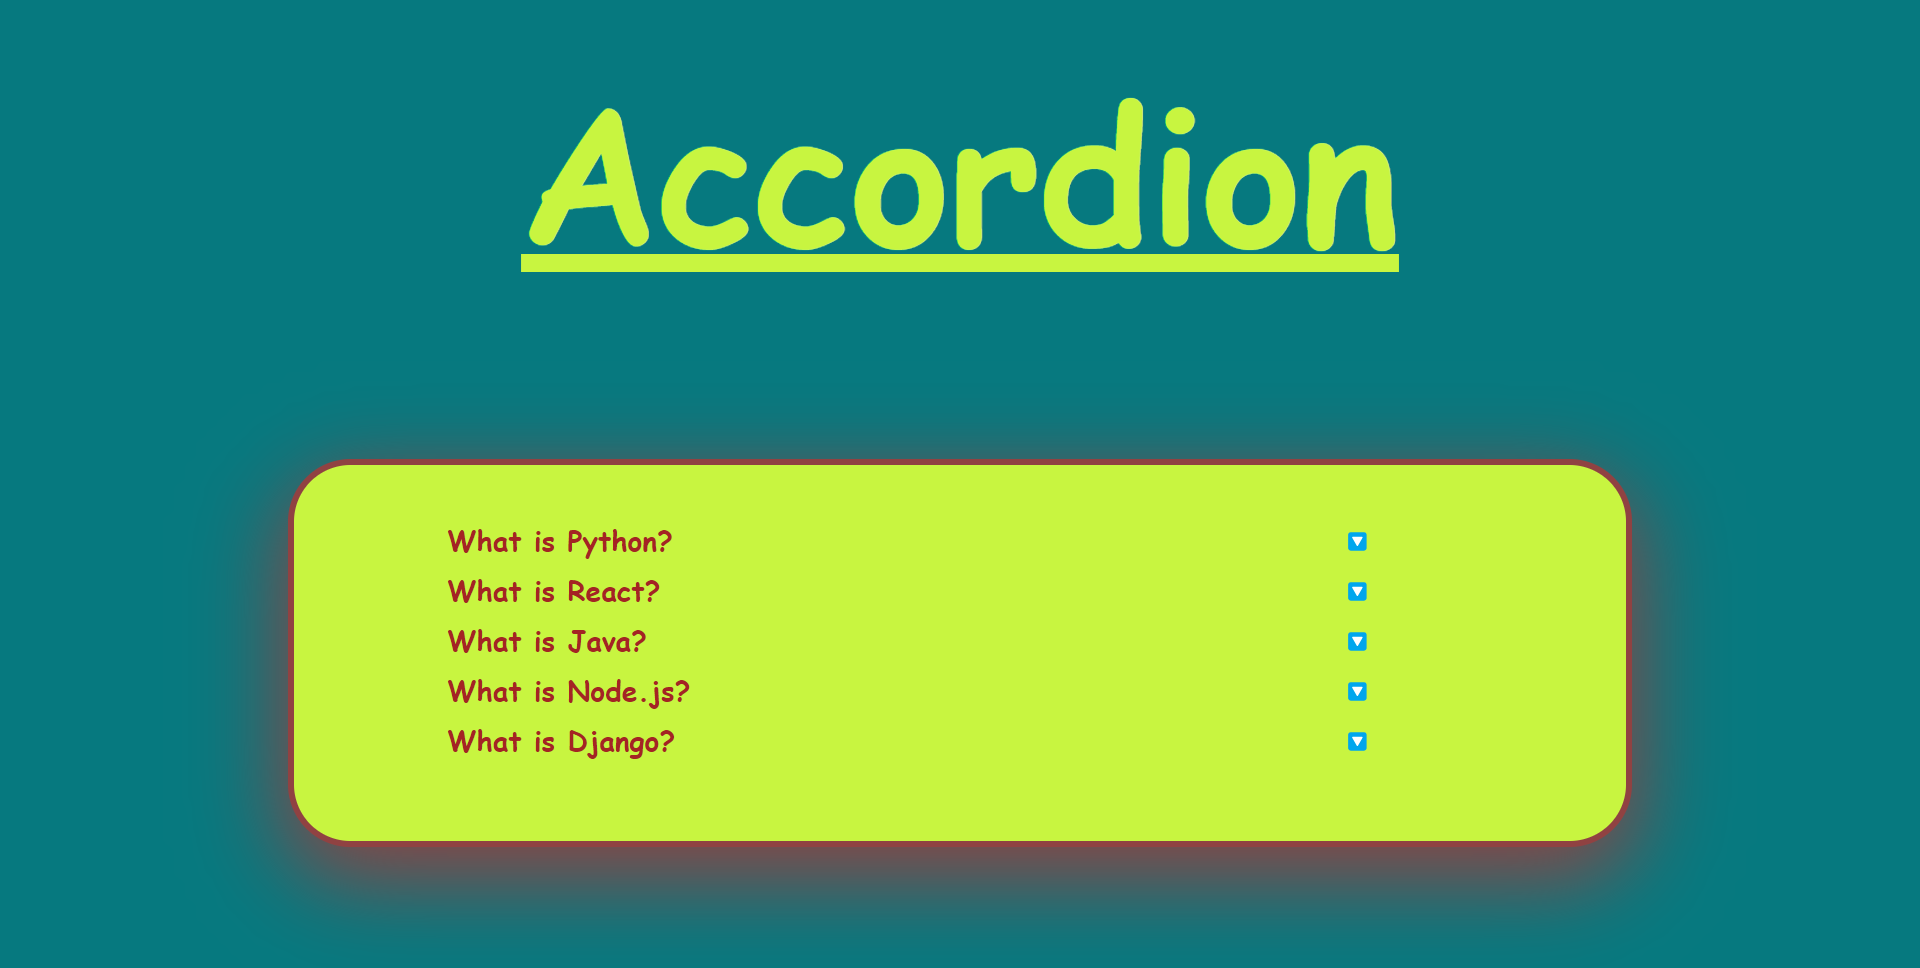 Accordion
What is Python? 🔽
What is React? 🔽
What is Java? 🔽
What is Node.js? 🔽
What is Django? 🔽